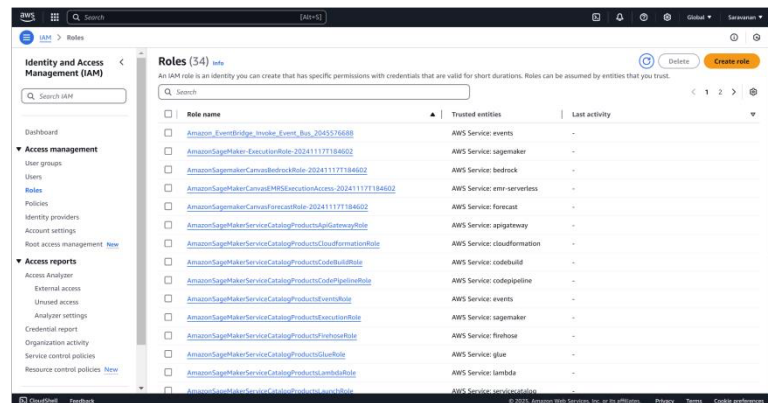 aws Search [Alt+S] Global Saravanan
IAM > Roles
Identity and Access Management (IAM)
Search IAM
Dashboard
Access management
User groups
Users
Roles
Policies
Identity providers
Account settings
Root access management New
Access reports
Access Analyzer
External access
Unused access
Analyzer settings
Credential report
Organization activity
Service control policies
Resource control policies New
Roles (34) Info
Delete Create role
An IAM role is an identity you can create that has specific permissions with credentials that are valid for short durations. Roles can be assumed by entities that you trust.
Search
1 2
Role name Trusted entities Last activity
Amazon_EventBridge_Invoke_Event_Bus_2045576688 AWS Service: events -
AmazonSageMaker-ExecutionRole-20241117T184602 AWS Service: sagemaker -
AmazonSagemakerCanvasBedrockRole-20241117T184602 AWS Service: bedrock -
AmazonSagemakerCanvasEMRSExecutionAccess-20241117T184602 AWS Service: emr-serverless -
AmazonSagemakerCanvasForecastRole-20241117T184602 AWS Service: forecast -
AmazonSageMakerServiceCatalogProductsApiGatewayRole AWS Service: apigateway -
AmazonSageMakerServiceCatalogProductsCloudformationRole AWS Service: cloudformation -
AmazonSageMakerServiceCatalogProductsCodeBuildRole AWS Service: codebuild -
AmazonSageMakerServiceCatalogProductsCodePipelineRole AWS Service: codepipeline -
AmazonSageMakerServiceCatalogProductsEventsRole AWS Service: events -
AmazonSageMakerServiceCatalogProductsExecutionRole AWS Service: sagemaker -
AmazonSageMakerServiceCatalogProductsFirehoseRole AWS Service: firehose -
AmazonSageMakerServiceCatalogProductsGlueRole AWS Service: glue -
AmazonSageMakerServiceCatalogProductsLambdaRole AWS Service: lambda -
AmazonSageMakerServiceCatalogProductsLaunchRole AWS Service: servicecatalog -
CloudShell Feedback © 2025, Amazon Web Services, Inc. or its affiliates. Privacy Terms Cookie preferences